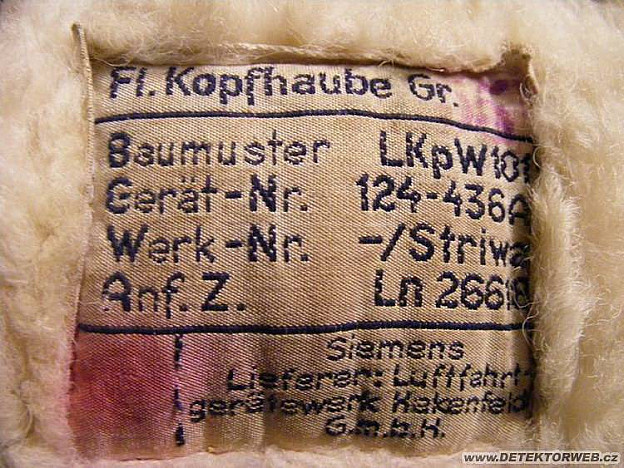 Fl. Kopfhaube Gr.
Baumuster LKpW101
Gerät-Nr. 124-436A
Werk-Nr. -/Striwa
Anf. Z. Ln 26618
Siemens
Lieferer: Luftfahrt-
gerätewerk Hakenfelde
G.m.b.H.
www.DETEKTORWEB.cz